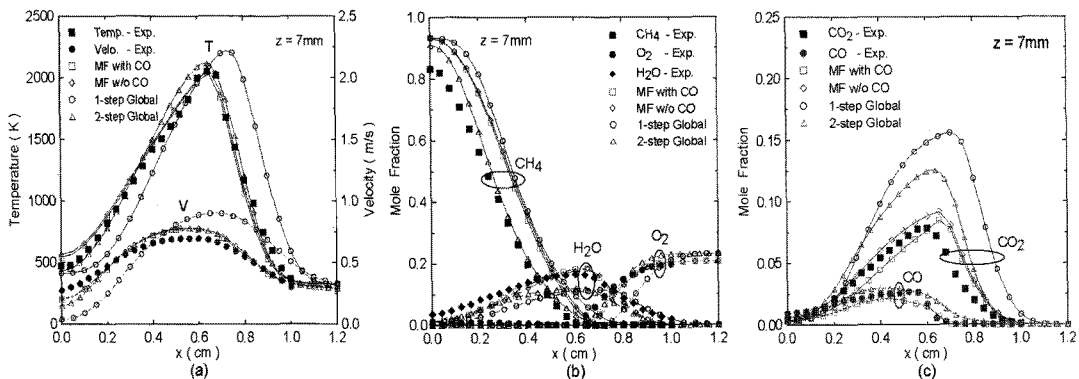 z = 7mm
Temp. - Exp.
Velo. - Exp.
MF with CO
MF w/o CO
1-step Global
2-step Global
T
V
Temperature ( K )
2500
2000
1500
1000
500
0
Velocity ( m/s )
2.5
2.0
1.5
1.0
0.5
0.0
0.0 0.2 0.4 0.6 0.8 1.0 1.2
x ( cm )
(a)
z = 7mm
CH4 - Exp.
O2 - Exp.
H2O - Exp.
MF with CO
MF w/o CO
1-step Global
2-step Global
CH4
H2O
O2
Mole Fraction
1.0
0.8
0.6
0.4
0.2
0.0
0.0 0.2 0.4 0.6 0.8 1.0 1.2
x ( cm )
(b)
z = 7mm
CO2 - Exp.
CO - Exp.
MF with CO
MF w/o CO
1-step Global
2-step Global
CO2
CO
Mole Fraction
0.25
0.20
0.15
0.10
0.05
0.00
0.0 0.2 0.4 0.6 0.8 1.0 1.2
x ( cm )
(c)